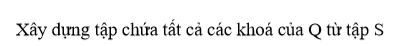 Xây dựng tập chứa tất cả các khoá của Q từ tập S